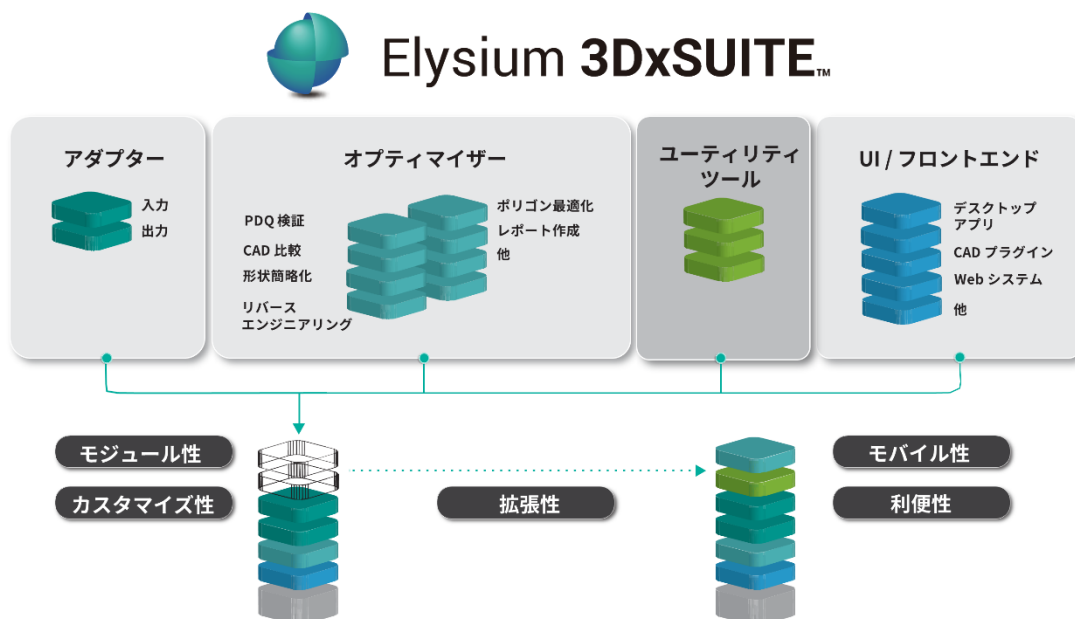 Elysium 3DxSUITE™
アダプター
入力
出力
オプティマイザー
PDQ 検証
CAD 比較
形状簡略化
リバース
エンジニアリング
ポリゴン最適化
レポート作成
他
ユーティリティ
ツール
UI / フロントエンド
デスクトップ
アプリ
CAD プラグイン
Web システム
他
モジュール性
カスタマイズ性
拡張性
モバイル性
利便性